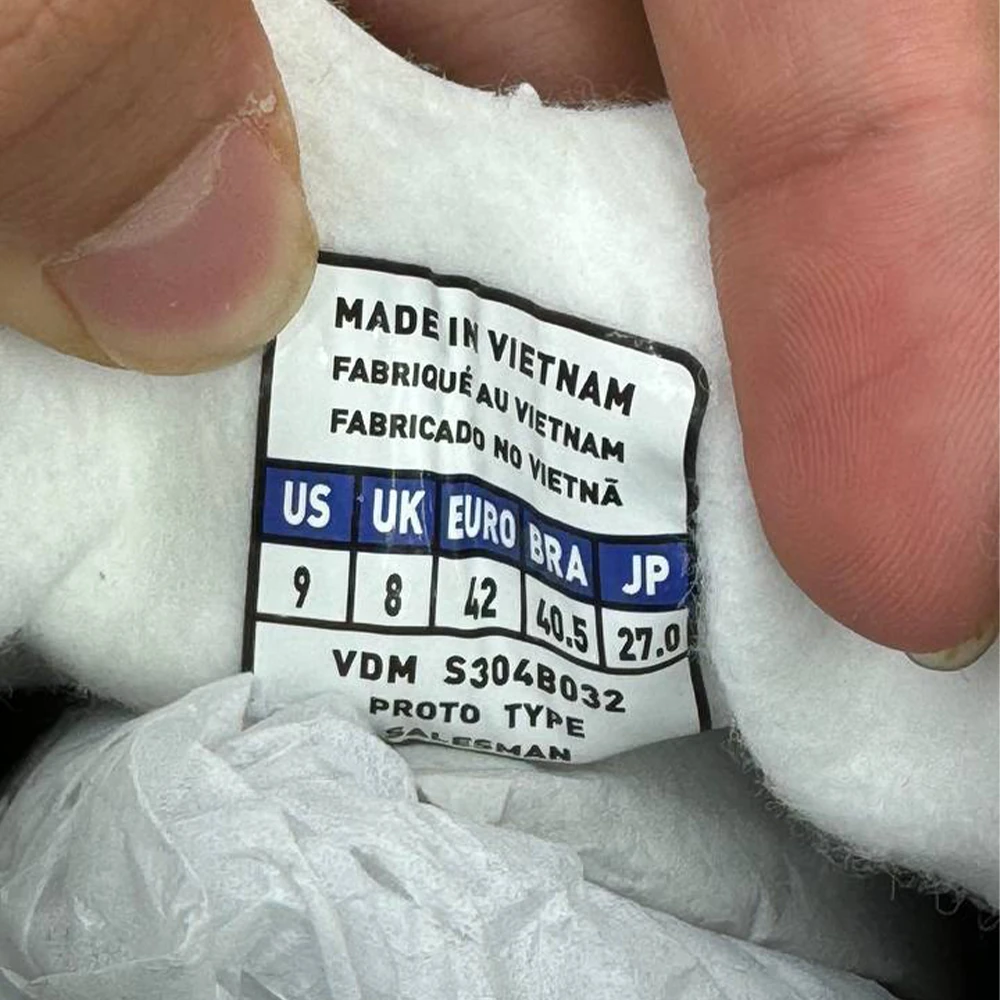 MADE IN VIETNAM
FABRIQUÉ AU VIETNAM
FABRICADO NO VIETNÃ
US UK EURO BRA JP
9 8 42 40.5 27.0
VDM S304B032
PROTO TYPE
SALESMAN